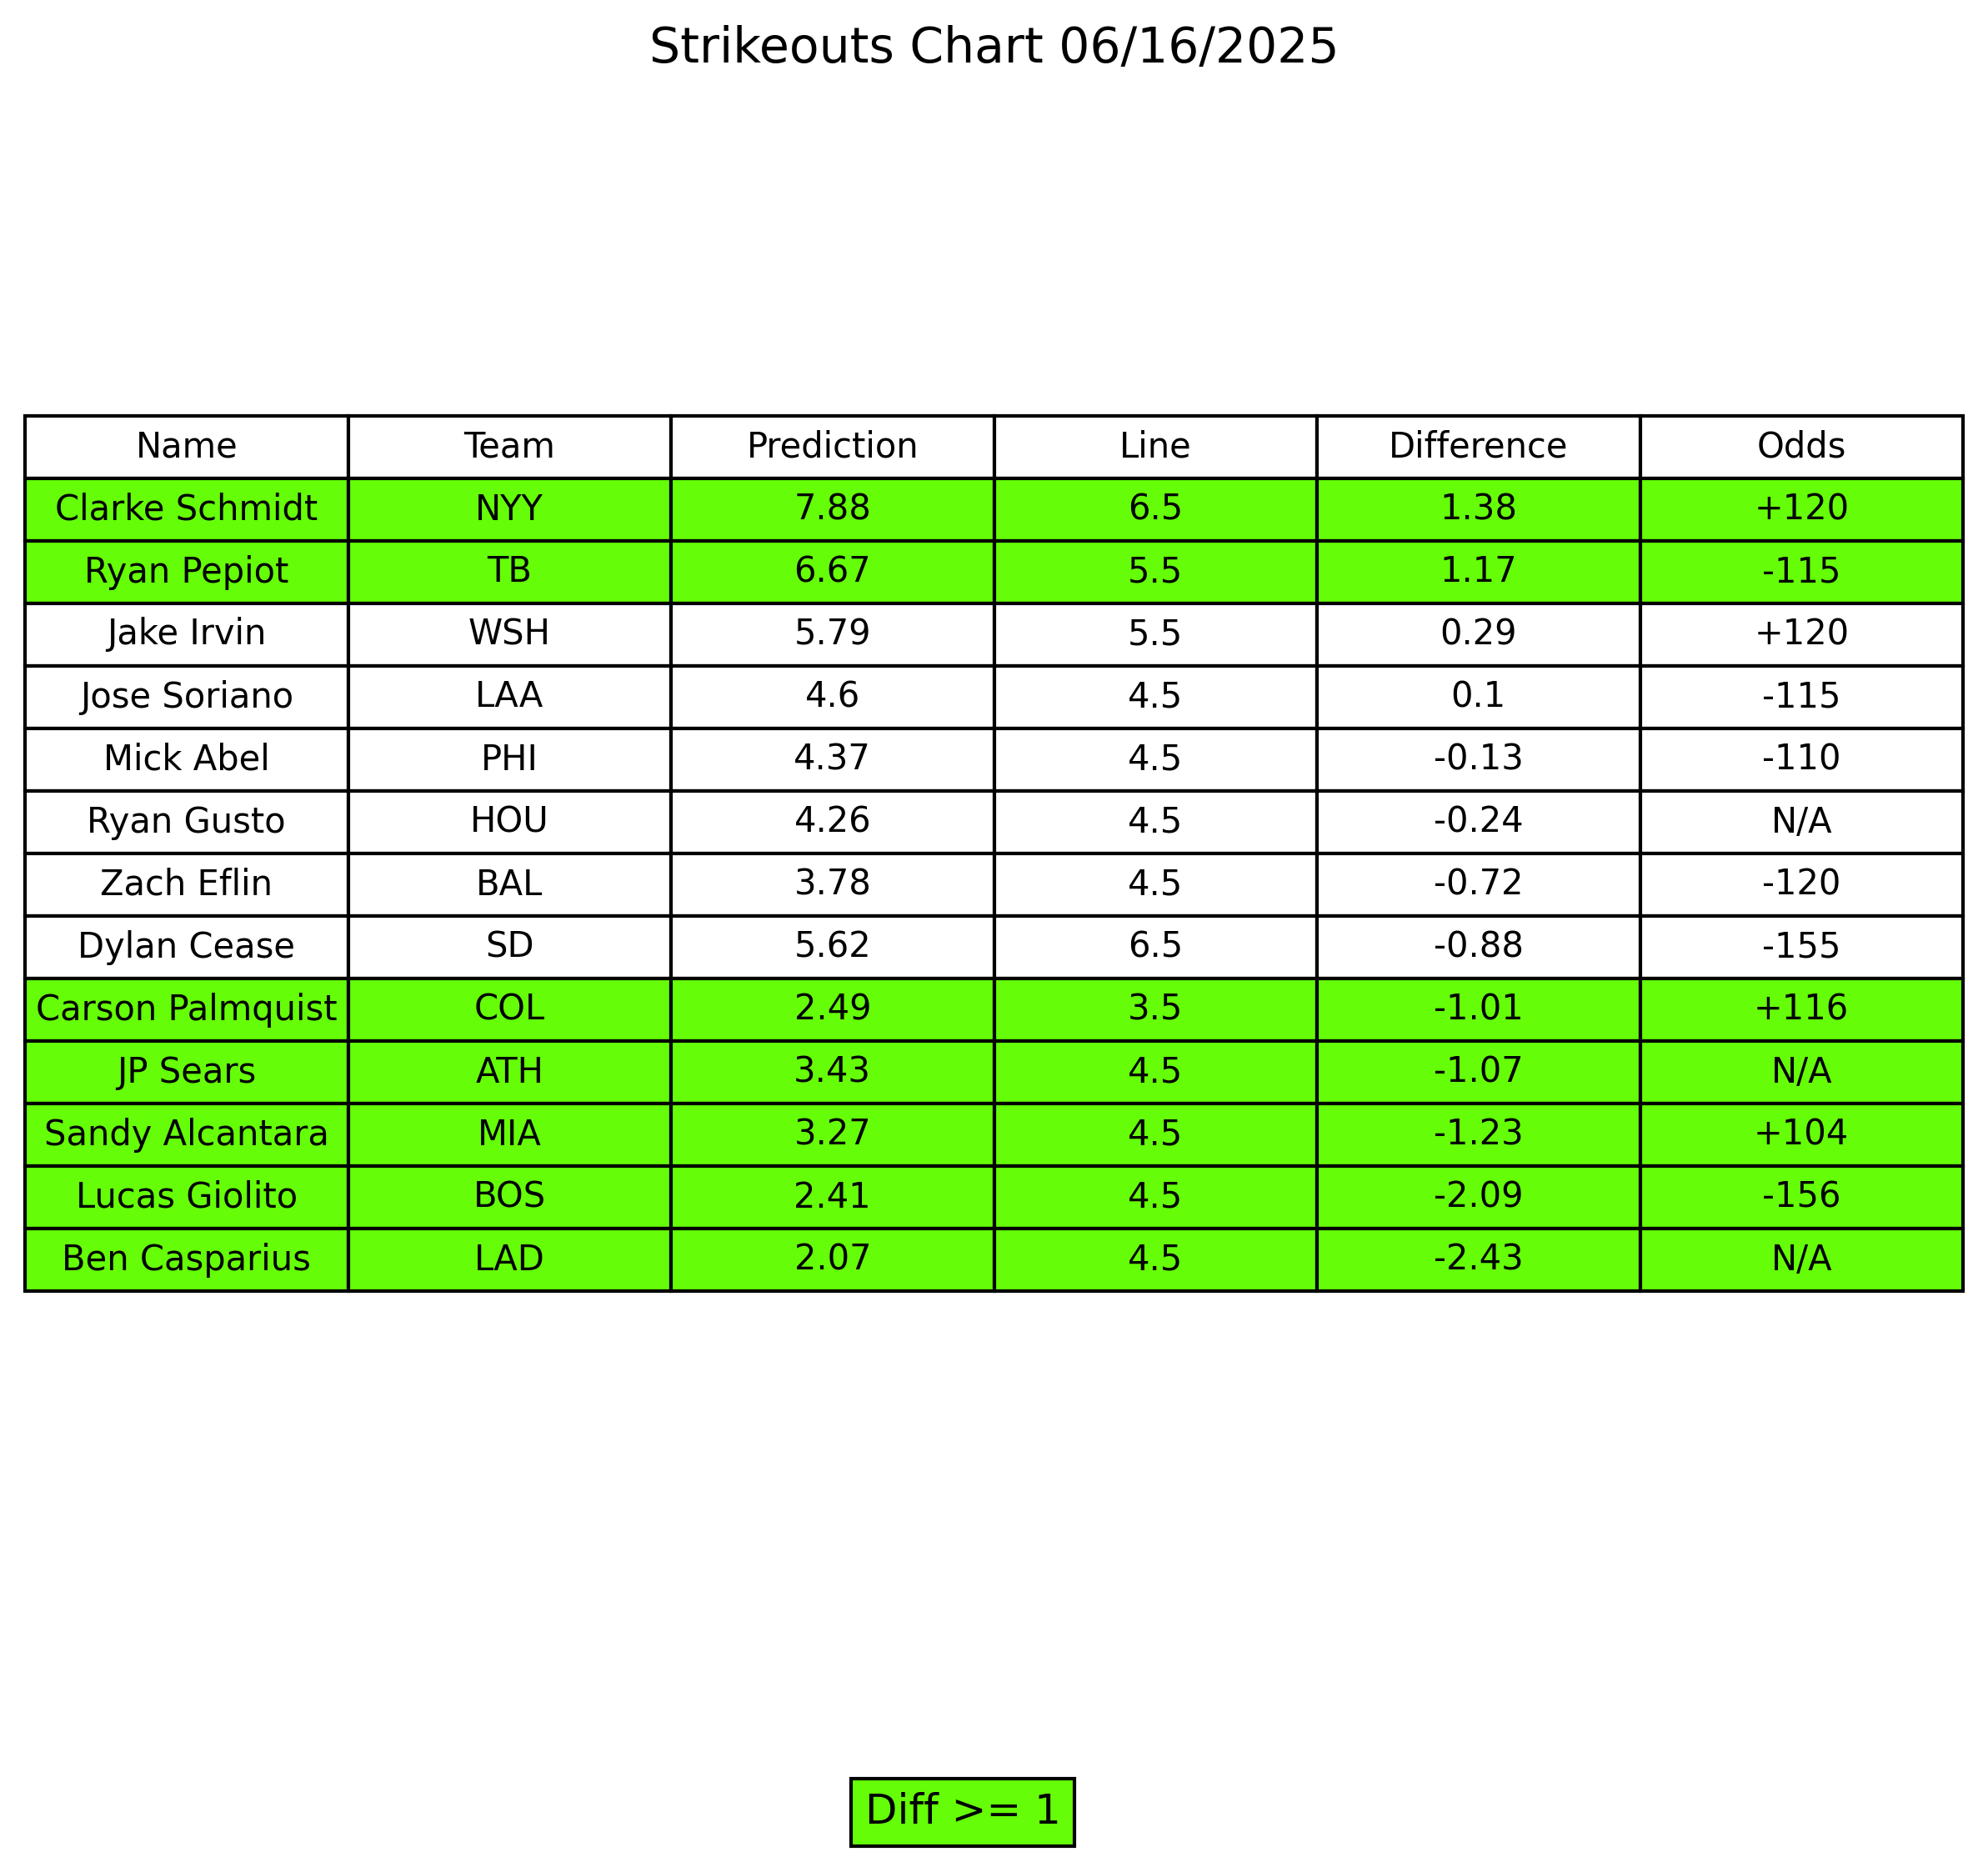 Strikeouts Chart 06/16/2025
Name Team Prediction Line Difference Odds
Clarke Schmidt NYY 7.88 6.5 1.38 +120
Ryan Pepiot TB 6.67 5.5 1.17 -115
Jake Irvin WSH 5.79 5.5 0.29 +120
Jose Soriano LAA 4.6 4.5 0.1 -115
Mick Abel PHI 4.37 4.5 -0.13 -110
Ryan Gusto HOU 4.26 4.5 -0.24 N/A
Zach Eflin BAL 3.78 4.5 -0.72 -120
Dylan Cease SD 5.62 6.5 -0.88 -155
Carson Palmquist COL 2.49 3.5 -1.01 +116
JP Sears ATH 3.43 4.5 -1.07 N/A
Sandy Alcantara MIA 3.27 4.5 -1.23 +104
Lucas Giolito BOS 2.41 4.5 -2.09 -156
Ben Casparius LAD 2.07 4.5 -2.43 N/A
Diff >= 1